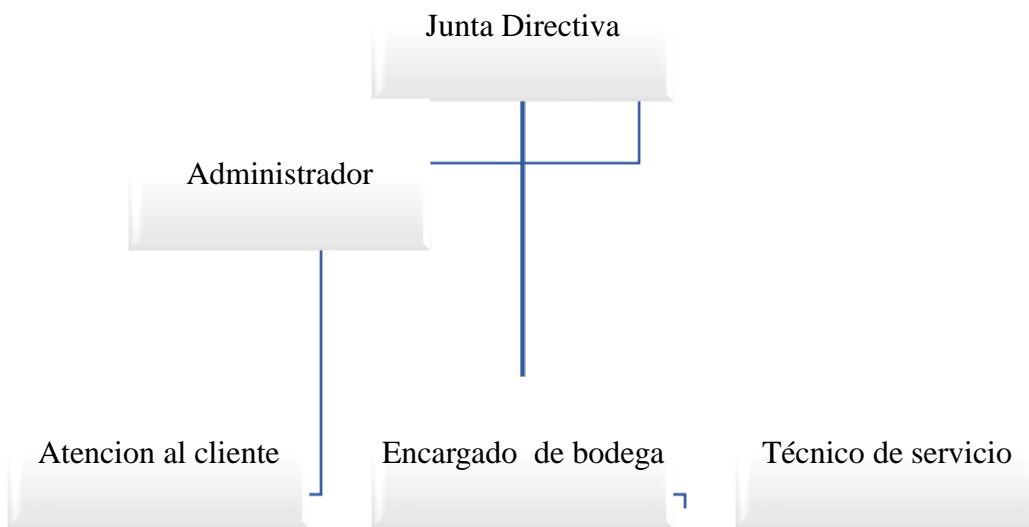 Junta Directiva
Administrador
Atencion al cliente
Encargado  de bodega
Técnico de servicio